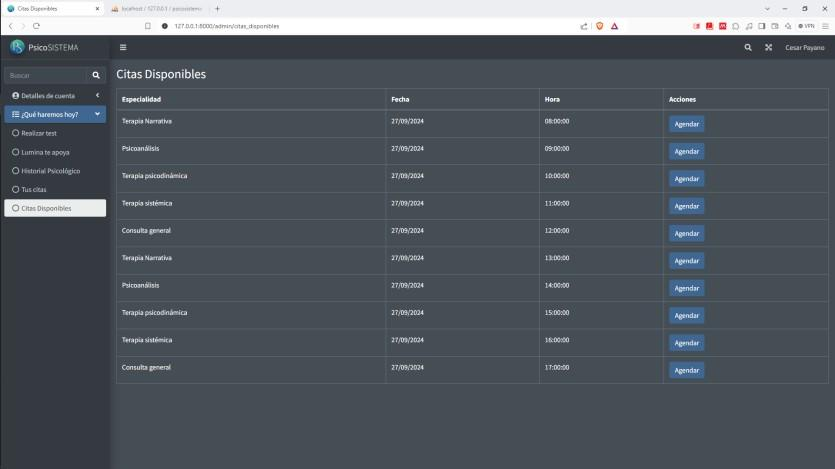 Citas Disponibles
localhost / 127.0.0.1 / psicosistema
127.0.0.1:8000/admin/citas_disponibles
VPN
PsicoSISTEMA
Cesar Payano
Buscar
Detalles de cuenta
¿Qué haremos hoy?
Realizar test
Lumina te apoya
Historial Psicológico
Tus citas
Citas Disponibles
Citas Disponibles
Especialidad Fecha Hora Acciones
Terapia Narrativa 27/09/2024 08:00:00 Agendar
Psicoanálisis 27/09/2024 09:00:00 Agendar
Terapia psicodinámica 27/09/2024 10:00:00 Agendar
Terapia sistémica 27/09/2024 11:00:00 Agendar
Consulta general 27/09/2024 12:00:00 Agendar
Terapia Narrativa 27/09/2024 13:00:00 Agendar
Psicoanálisis 27/09/2024 14:00:00 Agendar
Terapia psicodinámica 27/09/2024 15:00:00 Agendar
Terapia sistémica 27/09/2024 16:00:00 Agendar
Consulta general 27/09/2024 17:00:00 Agendar